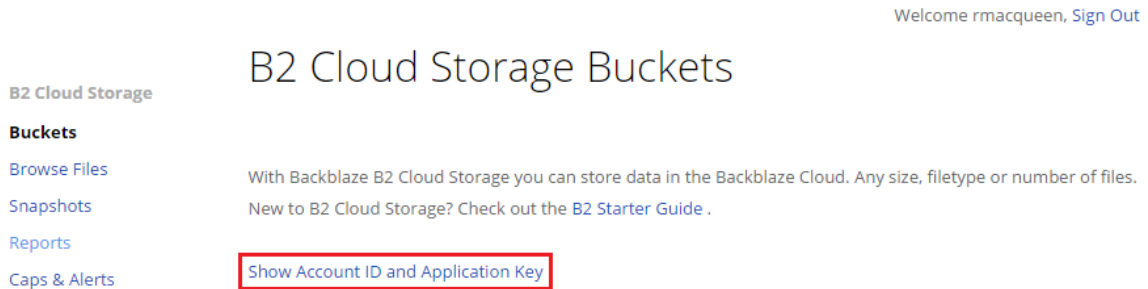 Welcome rmacqueen, Sign Out
B2 Cloud Storage Buckets
B2 Cloud Storage
Buckets
Browse Files
Snapshots
Reports
Caps & Alerts
With Backblaze B2 Cloud Storage you can store data in the Backblaze Cloud. Any size, filetype or number of files.
New to B2 Cloud Storage? Check out the B2 Starter Guide .
Show Account ID and Application Key